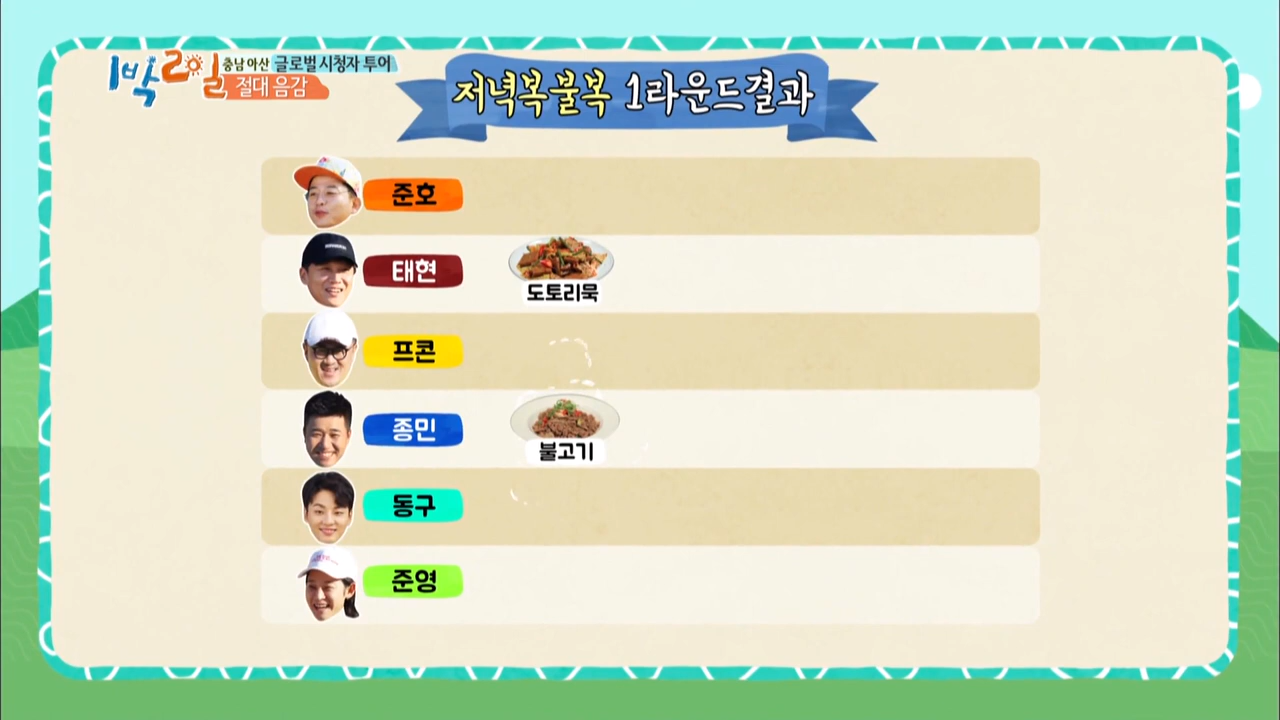 1박2일
충남 아산 글로벌 시청자 투어
절대 음감
저녁복불복 1라운드결과
준호
태현
도토리묵
프콘
종민
불고기
동구
준영